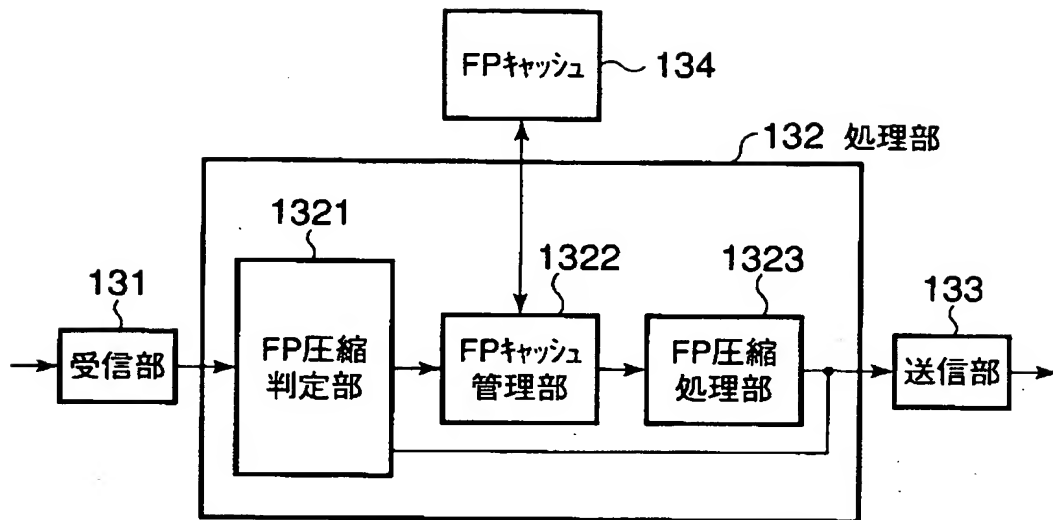 FPキャッシュ
134
132 処理部
1321
1322
1323
131
133
受信部
FP圧縮
判定部
FPキャッシュ
管理部
FP圧縮
処理部
送信部